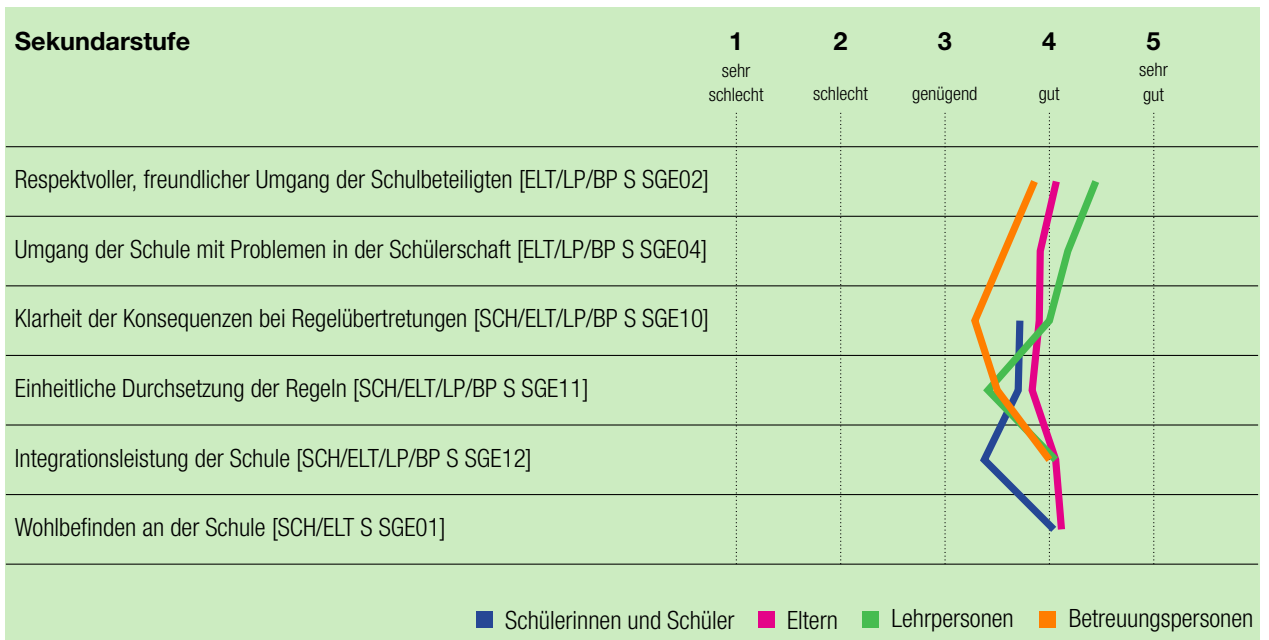 Sekundarstufe 1 2 3 4 5
sehr sehr
schlecht schlecht genügend gut gut
Respektvoller, freundlicher Umgang der Schulbeteiligten [ELT/LP/BP S SGE02]
Umgang der Schule mit Problemen in der Schülerschaft [ELT/LP/BP S SGE04]
Klarheit der Konsequenzen bei Regelübertretungen [SCH/ELT/LP/BP S SGE10]
Einheitliche Durchsetzung der Regeln [SCH/ELT/LP/BP S SGE11]
Integrationsleistung der Schule [SCH/ELT/LP/BP S SGE12]
Wohlbefinden an der Schule [SCH/ELT S SGE01]
Schülerinnen und Schüler Eltern Lehrpersonen Betreuungspersonen